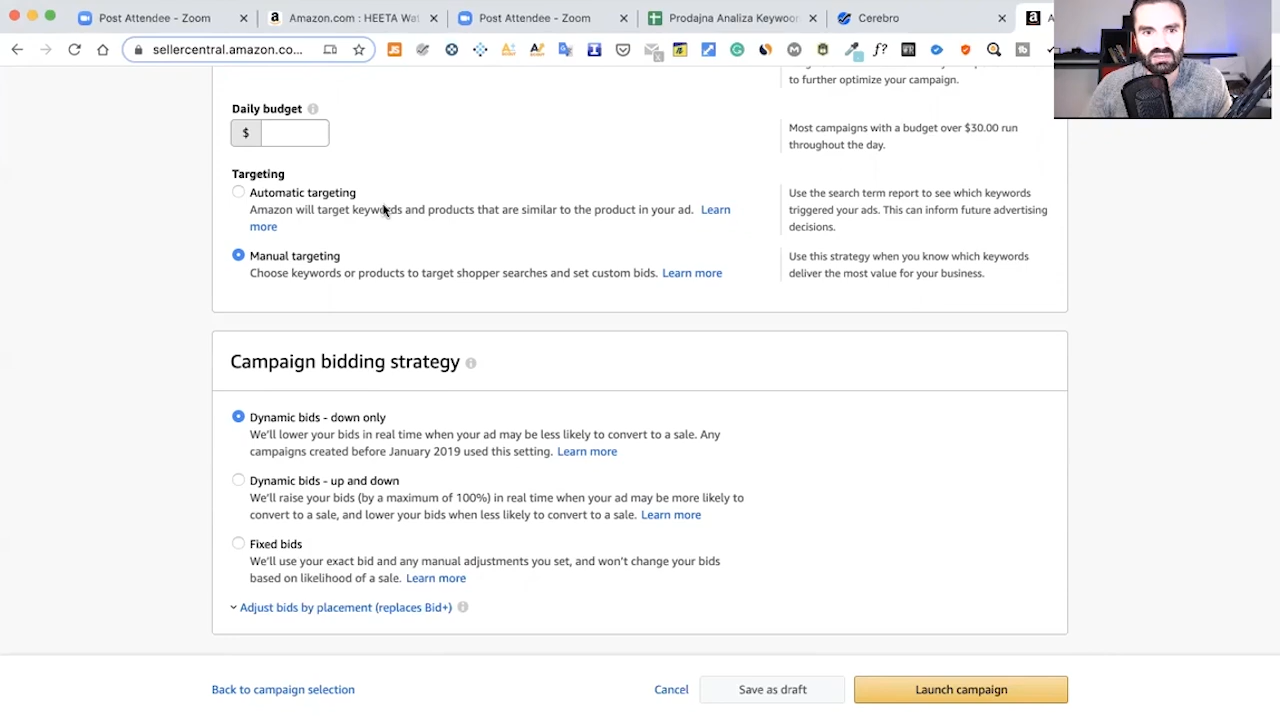 Post Attendee - Zoom
Amazon.com : HEETA Wat
Post Attendee - Zoom
Prodajna Analiza Keywoor
Cerebro
sellercentral.amazon.co...
to further optimize your campaign.
Daily budget
$
Most campaigns with a budget over $30.00 run
throughout the day.
Targeting
Automatic targeting
Amazon will target keywords and products that are similar to the product in your ad. Learn
more
Use the search term report to see which keywords
triggered your ads. This can inform future advertising
decisions.
Manual targeting
Choose keywords or products to target shopper searches and set custom bids. Learn more
Use this strategy when you know which keywords
deliver the most value for your business.
Campaign bidding strategy
Dynamic bids - down only
We'll lower your bids in real time when your ad may be less likely to convert to a sale. Any
campaigns created before January 2019 used this setting. Learn more
Dynamic bids - up and down
We'll raise your bids (by a maximum of 100%) in real time when your ad may be more likely to
convert to a sale, and lower your bids when less likely to convert to a sale. Learn more
Fixed bids
We'll use your exact bid and any manual adjustments you set, and won't change your bids
based on likelihood of a sale. Learn more
Adjust bids by placement (replaces Bid+)
Back to campaign selection
Cancel
Save as draft
Launch campaign